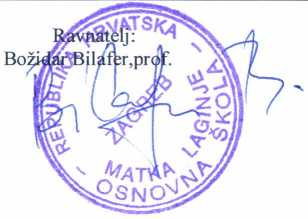 Ravnatelj:
Božidar Bilafer,prof.
REPUBLIKA HRVATSKA
OSNOVNA ŠKOLA
MATKA LAGINJE
ZAGREB